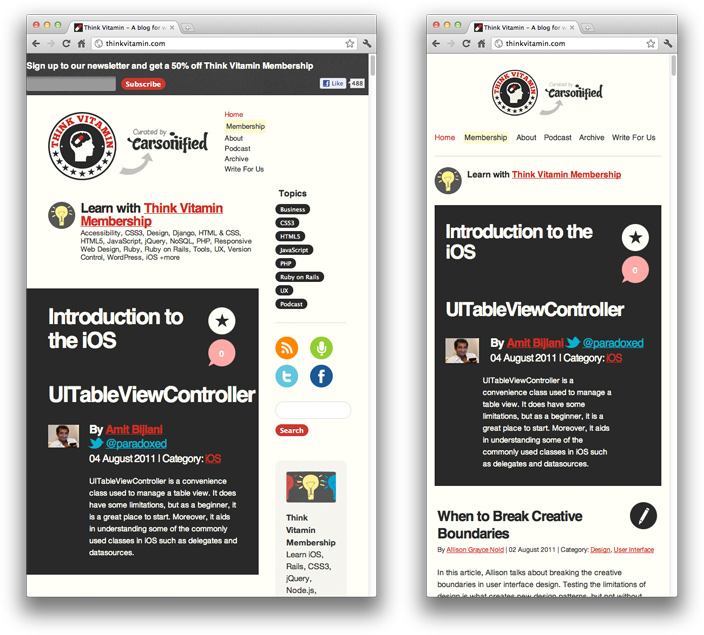 Think Vitamin – A blog for w
thinkvitamin.com
Sign up to our newsletter and get a 50% off Think Vitamin Membership
Subscribe
Like
488
THINK VITAMIN
Curated by
Carsonified
Home
Membership
About
Podcast
Archive
Write For Us
Learn with Think Vitamin
Membership
Accessibility, CSS3, Design, Django, HTML & CSS,
HTML5, JavaScript, jQuery, NoSQL, PHP, Responsive
Web Design, Ruby, Ruby on Rails, Tools, UX, Version
Control, WordPress, iOS +more
Topics
Business
CSS3
HTML5
JavaScript
PHP
Ruby on Rails
UX
Podcast
Introduction to
the iOS
0
UITableViewController
By Amit Bijlani
@paradoxed
04 August 2011 | Category: iOS
UITableViewController is a convenience
class used to manage a table view. It does
have some limitations, but as a beginner, it
is a great place to start. Moreover, it aids
in understanding some of the commonly
used classes in iOS such as delegates and
datasources.
Search
Think
Vitamin
Membership
Learn iOS,
Rails, CSS3,
jQuery,
Node.js,
Think Vitamin – A blog for w
thinkvitamin.com
THINK VITAMIN
Curated by
Carsonified
Home Membership About Podcast Archive Write For Us
Learn with Think Vitamin Membership
Introduction to the
iOS
0
UITableViewController
By Amit Bijlani @paradoxed
04 August 2011 | Category: iOS
UITableViewController is a
convenience class used to manage a
table view. It does have some
limitations, but as a beginner, it is a
great place to start. Moreover, it aids
in understanding some of the
commonly used classes in iOS such
as delegates and datasources.
When to Break Creative
Boundaries
By Allison Grayce Nold | 02 August 2011 | Category: Design, User Interface
In this article, Allison talks about breaking the creative
boundaries in user interface design. Testing the limitations of
design is what creates new design patterns, but not without